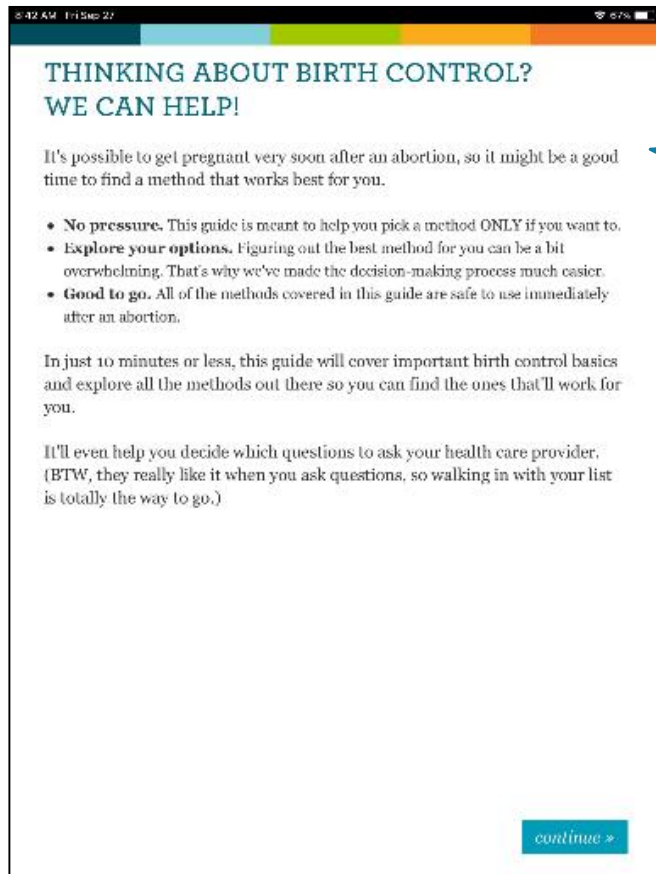 8:42 AM Fri Sep 27
67%
THINKING ABOUT BIRTH CONTROL?
WE CAN HELP!
It's possible to get pregnant very soon after an abortion, so it might be a good
time to find a method that works best for you.
• No pressure. This guide is meant to help you pick a method ONLY if you want to.
• Explore your options. Figuring out the best method for you can be a bit
overwhelming. That's why we've made the decision-making process much easier.
• Good to go. All of the methods covered in this guide are safe to use immediately
after an abortion.
In just 10 minutes or less, this guide will cover important birth control basics
and explore all the methods out there so you can find the ones that'll work for
you.
It'll even help you decide which questions to ask your health care provider.
(BTW, they really like it when you ask questions, so walking in with your list
is totally the way to go.)
continue »